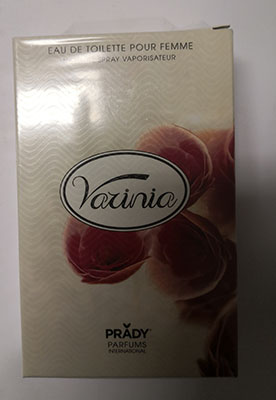 EAU DE TOILETTE POUR FEMME
SPRAY VAPORISATEUR
Varinia
PRADY
PARFUMS
INTERNATIONAL